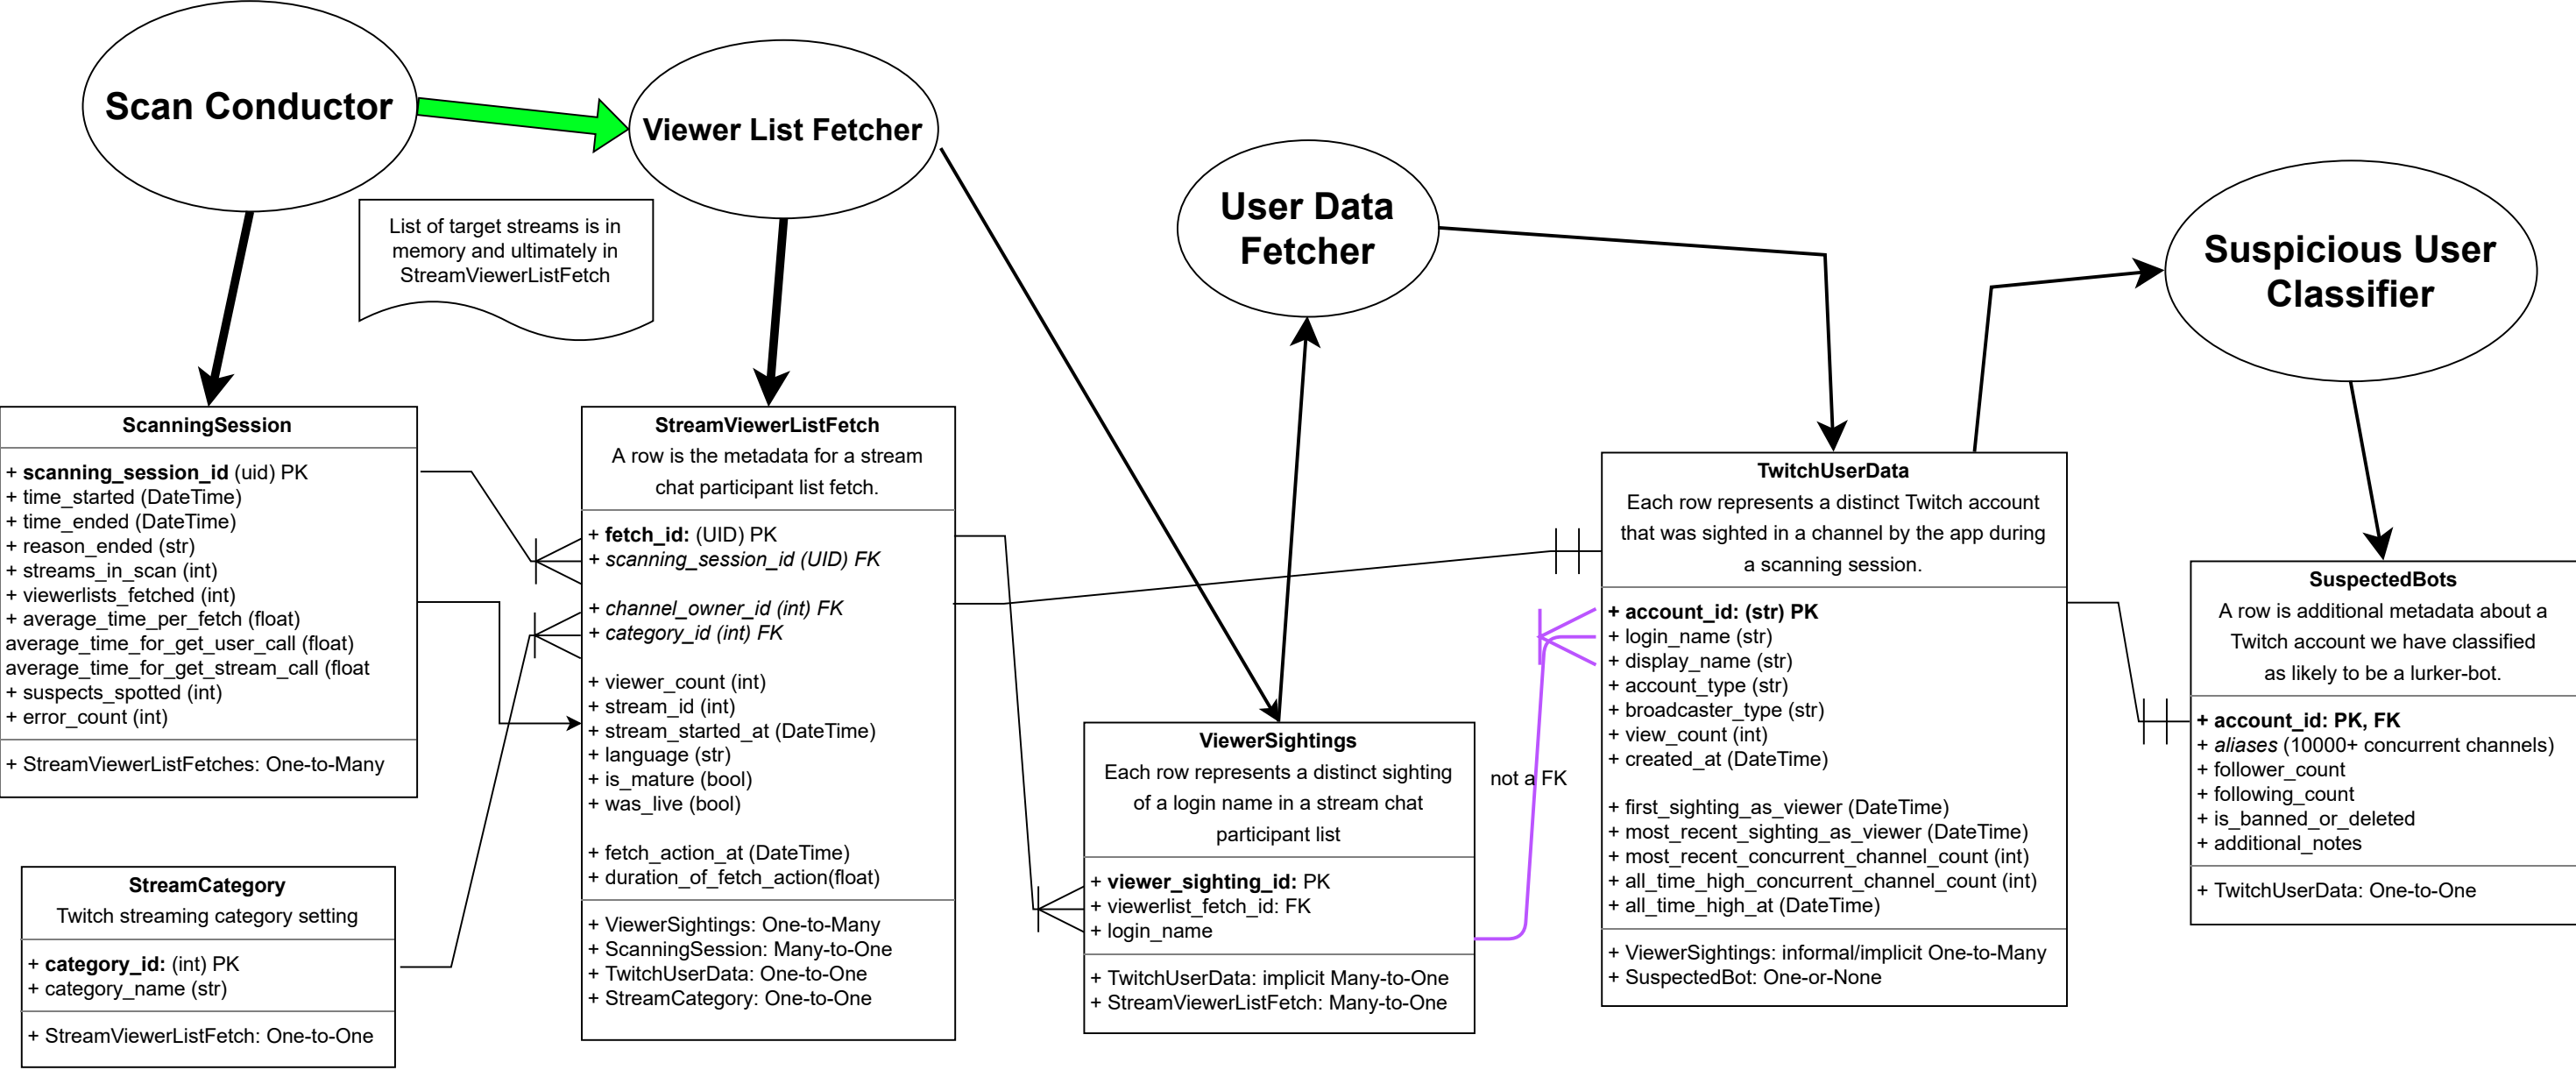 Scan Conductor
Viewer List Fetcher
List of target streams is in
memory and ultimately in
StreamViewerListFetch
User Data
Fetcher
Suspicious User
Classifier
ScanningSession
+ scanning_session_id (uid) PK
+ time_started (DateTime)
+ time_ended (DateTime)
+ reason_ended (str)
+ streams_in_scan (int)
+ viewerlists_fetched (int)
+ average_time_per_fetch (float)
average_time_for_get_user_call (float)
average_time_for_get_stream_call (float
+ suspects_spotted (int)
+ error_count (int)
+ StreamViewerListFetches: One-to-Many
StreamCategory
Twitch streaming category setting
+ category_id: (int) PK
+ category_name (str)
+ StreamViewerListFetch: One-to-One
StreamViewerListFetch
A row is the metadata for a stream
chat participant list fetch.
+ fetch_id: (UID) PK
+ scanning_session_id (UID) FK
+ channel_owner_id (int) FK
+ category_id (int) FK
+ viewer_count (int)
+ stream_id (int)
+ stream_started_at (DateTime)
+ language (str)
+ is_mature (bool)
+ was_live (bool)
+ fetch_action_at (DateTime)
+ duration_of_fetch_action(float)
+ ViewerSightings: One-to-Many
+ ScanningSession: Many-to-One
+ TwitchUserData: One-to-One
+ StreamCategory: One-to-One
ViewerSightings
Each row represents a distinct sighting
of a login name in a stream chat
participant list
+ viewer_sighting_id: PK
+ viewerlist_fetch_id: FK
+ login_name
+ TwitchUserData: implicit Many-to-One
+ StreamViewerListFetch: Many-to-One
not a FK
TwitchUserData
Each row represents a distinct Twitch account
that was sighted in a channel by the app during
a scanning session.
+ account_id: (str) PK
+ login_name (str)
+ display_name (str)
+ account_type (str)
+ broadcaster_type (str)
+ view_count (int)
+ created_at (DateTime)
+ first_sighting_as_viewer (DateTime)
+ most_recent_sighting_as_viewer (DateTime)
+ most_recent_concurrent_channel_count (int)
+ all_time_high_concurrent_channel_count (int)
+ all_time_high_at (DateTime)
+ ViewerSightings: informal/implicit One-to-Many
+ SuspectedBot: One-or-None
SuspectedBots
A row is additional metadata about a
Twitch account we have classified
as likely to be a lurker-bot.
+ account_id: PK, FK
+ aliases (10000+ concurrent channels)
+ follower_count
+ following_count
+ is_banned_or_deleted
+ additional_notes
+ TwitchUserData: One-to-One